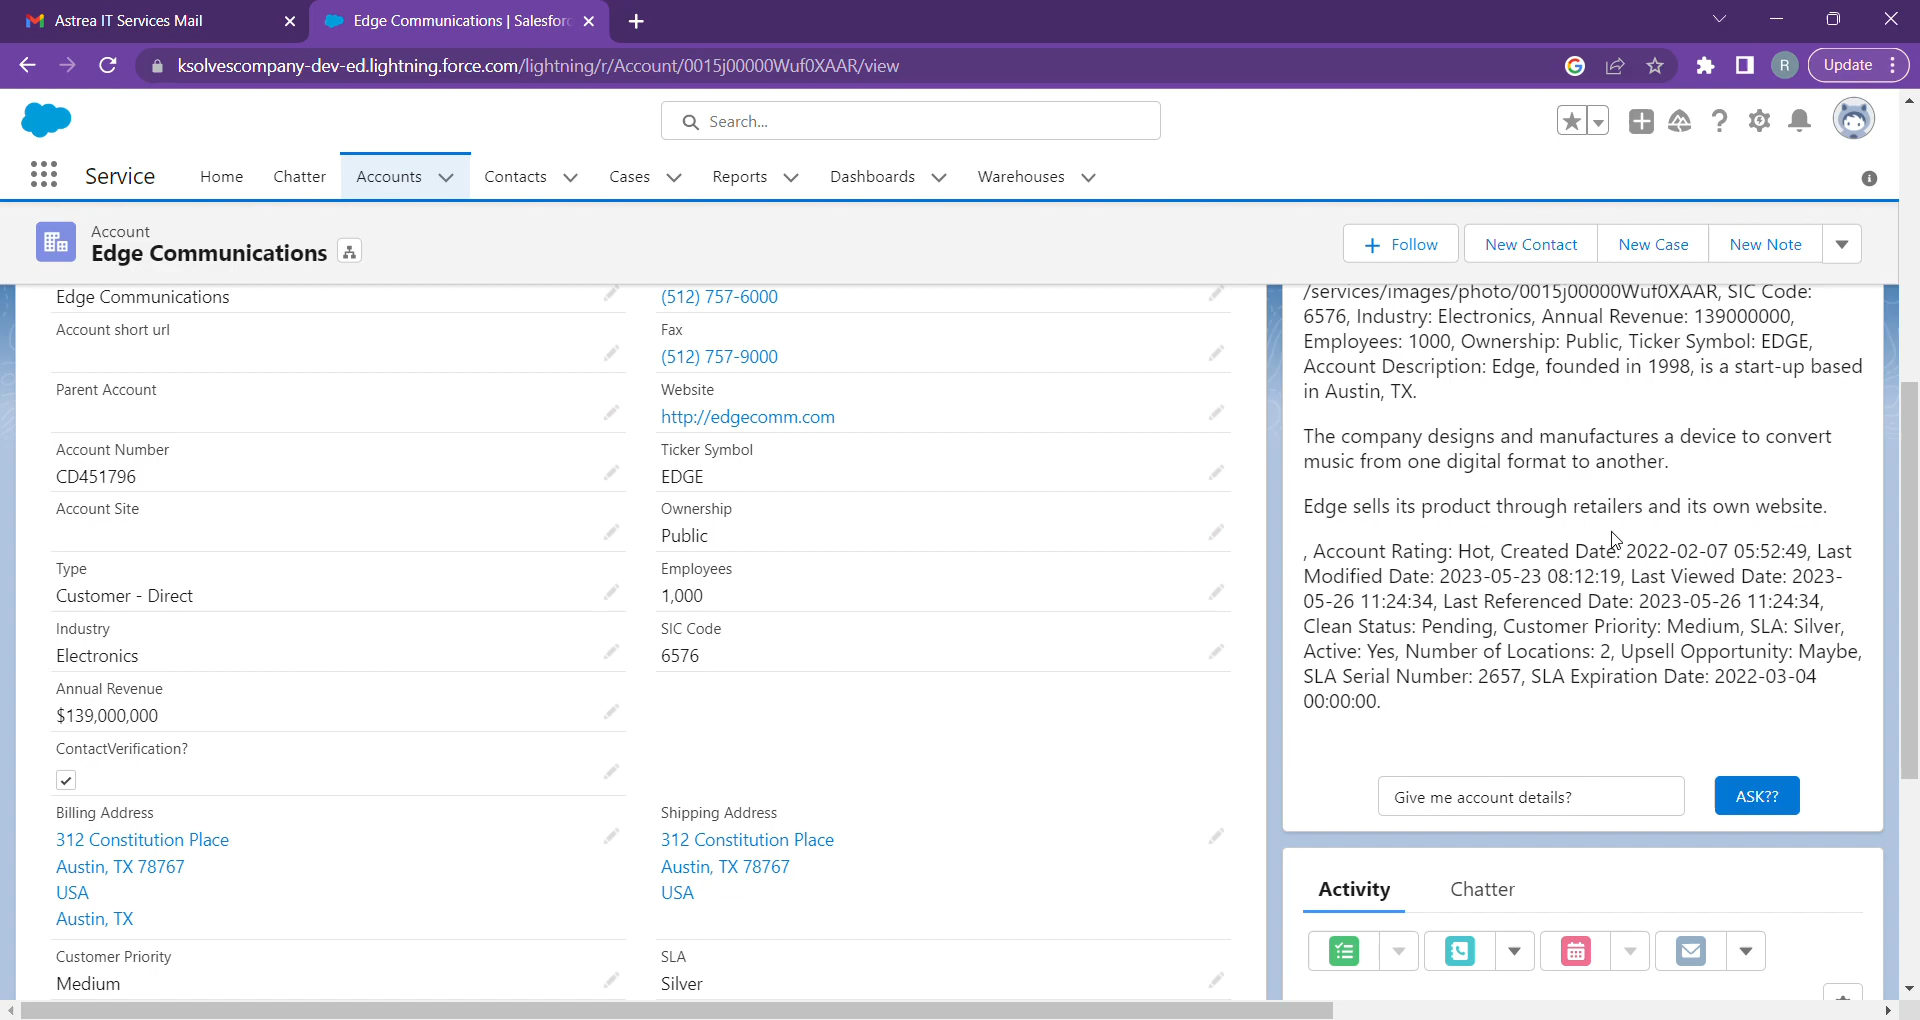 Astrea IT Services Mail
Edge Communications | Salesforc
ksolvescompany-dev-ed.lightning.force.com/lightning/r/Account/0015j00000Wuf0XAAR/view
R
Update
Search...
Service
Home
Chatter
Accounts
Contacts
Cases
Reports
Dashboards
Warehouses
Account
Edge Communications
Follow
New Contact
New Case
New Note
Edge Communications
(512) 757-6000
Account short url
Fax
(512) 757-9000
Parent Account
Website
http://edgecomm.com
Account Number
CD451796
Ticker Symbol
EDGE
Account Site
Ownership
Public
Type
Customer - Direct
Employees
1,000
Industry
Electronics
SIC Code
6576
Annual Revenue
$139,000,000
ContactVerification?
Billing Address
312 Constitution Place
Austin, TX 78767
USA
Austin, TX
Shipping Address
312 Constitution Place
Austin, TX 78767
USA
Customer Priority
Medium
SLA
Silver
/services/images/photo/0015j00000Wuf0XAAR, SIC Code:
6576, Industry: Electronics, Annual Revenue: 139000000,
Employees: 1000, Ownership: Public, Ticker Symbol: EDGE,
Account Description: Edge, founded in 1998, is a start-up based
in Austin, TX.
The company designs and manufactures a device to convert
music from one digital format to another.
Edge sells its product through retailers and its own website.
, Account Rating: Hot, Created Date: 2022-02-07 05:52:49, Last
Modified Date: 2023-05-23 08:12:19, Last Viewed Date: 2023-
05-26 11:24:34, Last Referenced Date: 2023-05-26 11:24:34,
Clean Status: Pending, Customer Priority: Medium, SLA: Silver,
Active: Yes, Number of Locations: 2, Upsell Opportunity: Maybe,
SLA Serial Number: 2657, SLA Expiration Date: 2022-03-04
00:00:00.
Give me account details?
ASK??
Activity
Chatter